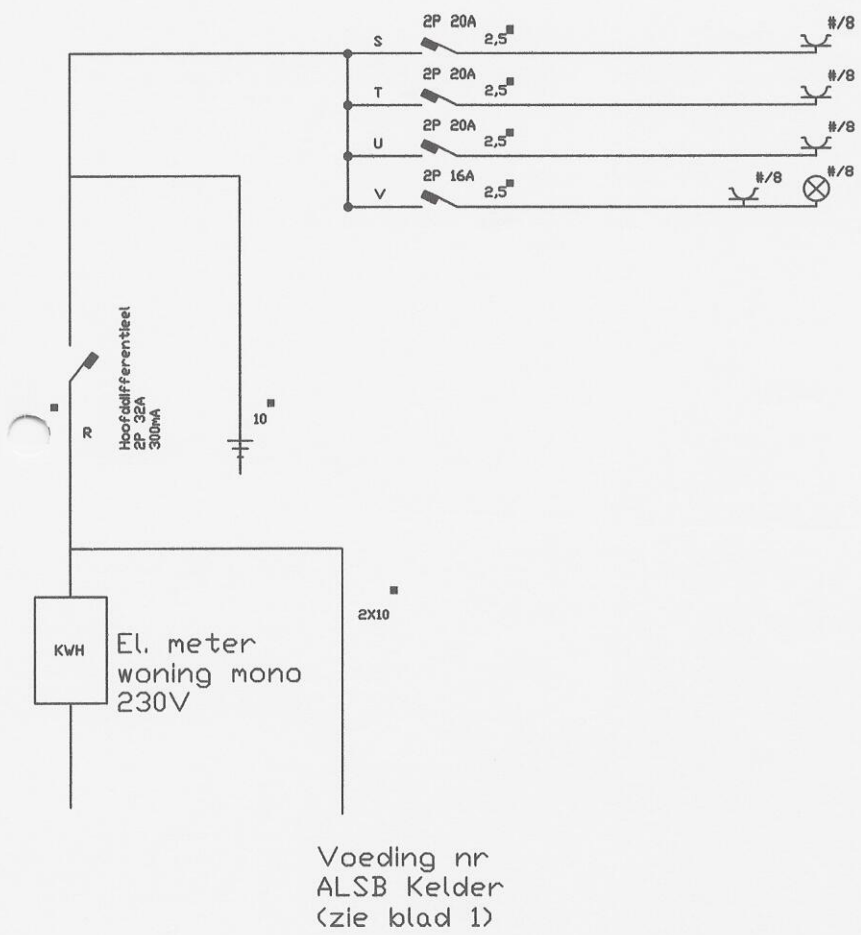 2P 20A
S
2,5■
#/8
2P 20A
T
2,5■
#/8
2P 20A
U
2,5■
#/8
2P 16A
V
2,5■
#/8
#/8
Hoofddifferentieel
2P 32A
300mA
R
10■
2X10■
KWH
El. meter
woning mono
230V
Voeding nr
ALSB Kelder
(zie blad 1)